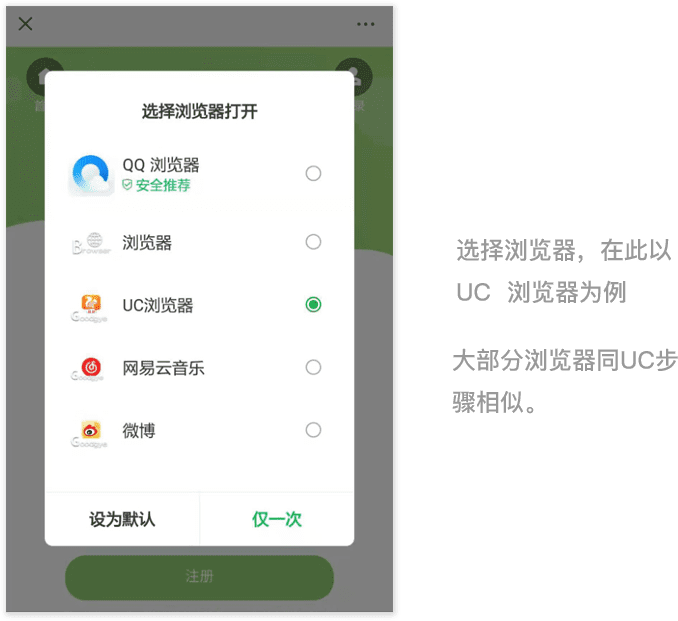 选择浏览器打开
QQ 浏览器
安全推荐
浏览器
Browser
UC浏览器
网易云音乐
微博
设为默认
仅一次
注册
选择浏览器，在此以
UC 浏览器为例
大部分浏览器同UC步
骤相似。